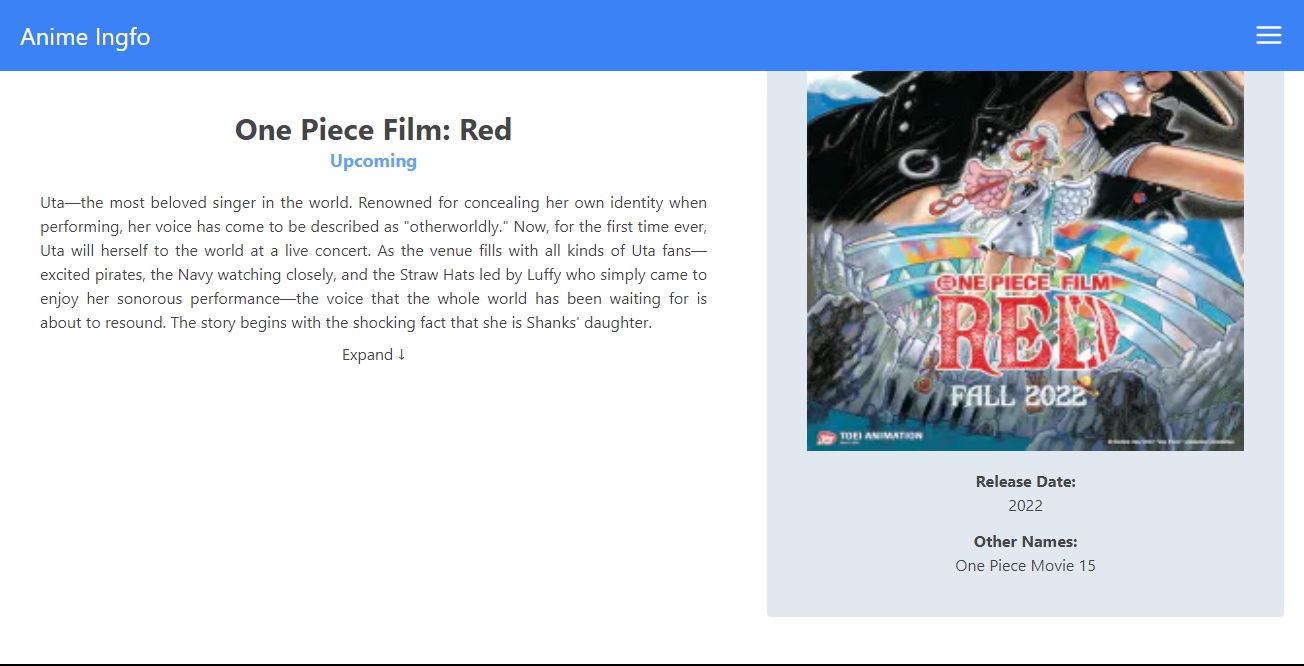 Anime Ingfo
One Piece Film: Red
Upcoming
Uta—the most beloved singer in the world. Renowned for concealing her own identity when
performing, her voice has come to be described as "otherworldly." Now, for the first time ever,
Uta will herself to the world at a live concert. As the venue fills with all kinds of Uta fans—
excited pirates, the Navy watching closely, and the Straw Hats led by Luffy who simply came to
enjoy her sonorous performance—the voice that the whole world has been waiting for is
about to resound. The story begins with the shocking fact that she is Shanks' daughter.
Expand ↓
ONE PIECE FILM
RED
FALL 2022
TOEI ANIMATION
Release Date:
2022
Other Names:
One Piece Movie 15